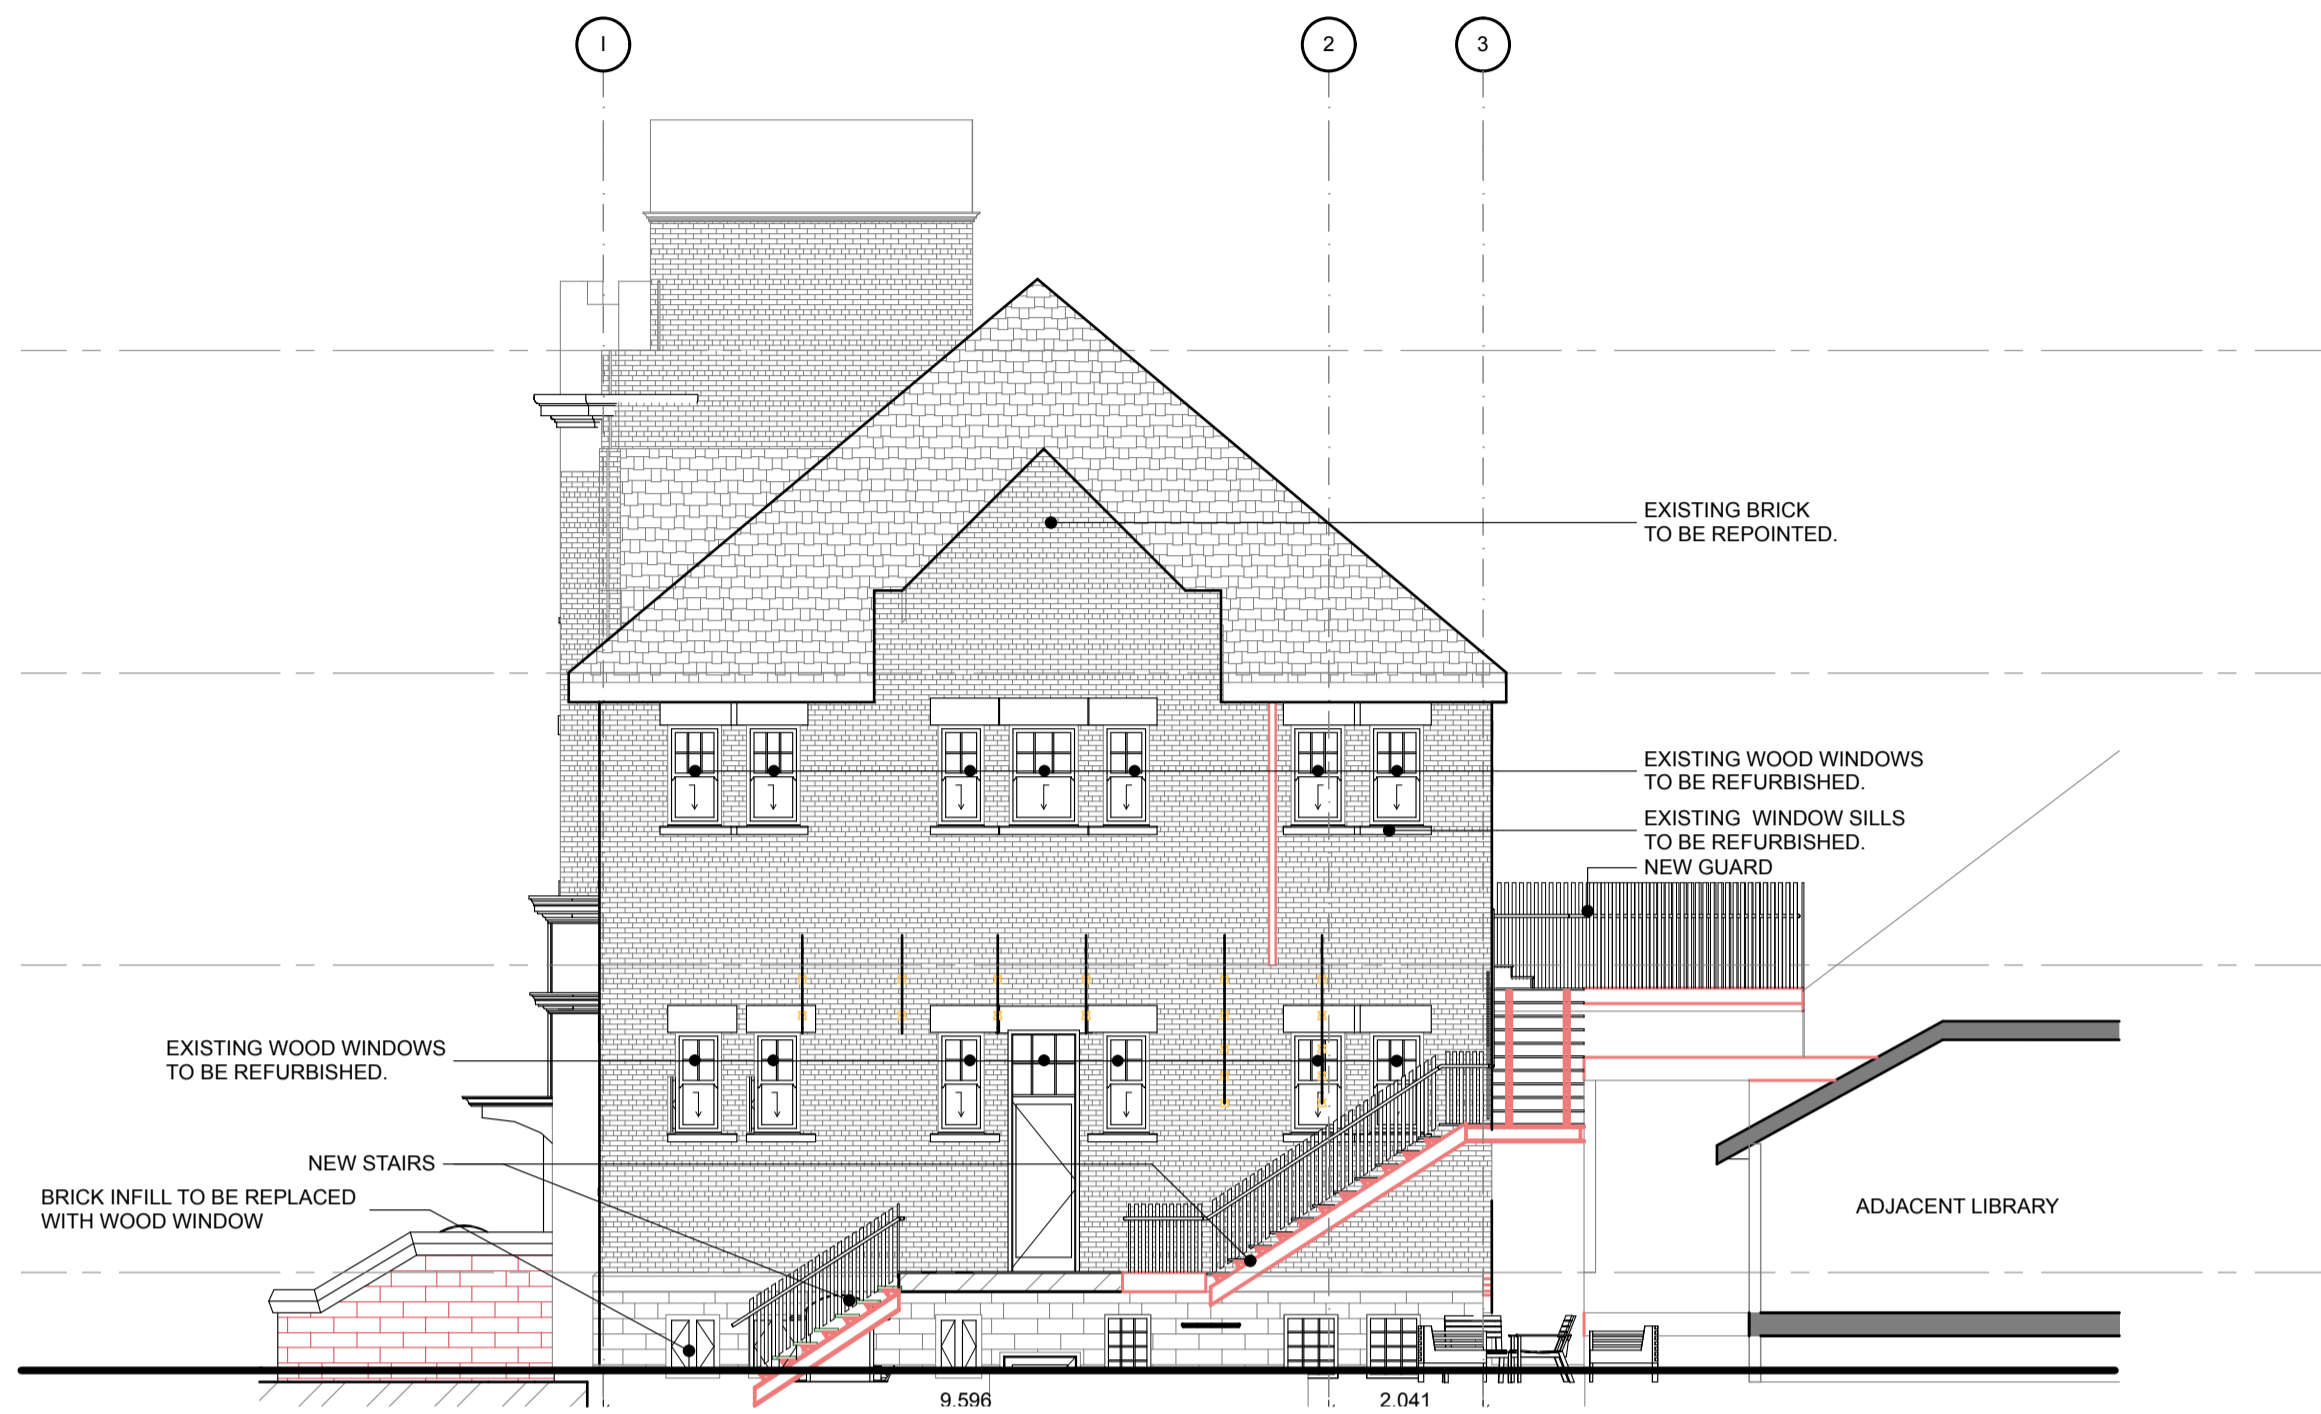 I
2
3
EXISTING BRICK
TO BE REPOINTED.
EXISTING WOOD WINDOWS
TO BE REFURBISHED.
EXISTING WINDOW SILLS
TO BE REFURBISHED.
NEW GUARD
EXISTING WOOD WINDOWS
TO BE REFURBISHED.
NEW STAIRS
BRICK INFILL TO BE REPLACED
WITH WOOD WINDOW
ADJACENT LIBRARY
9.596
2.041